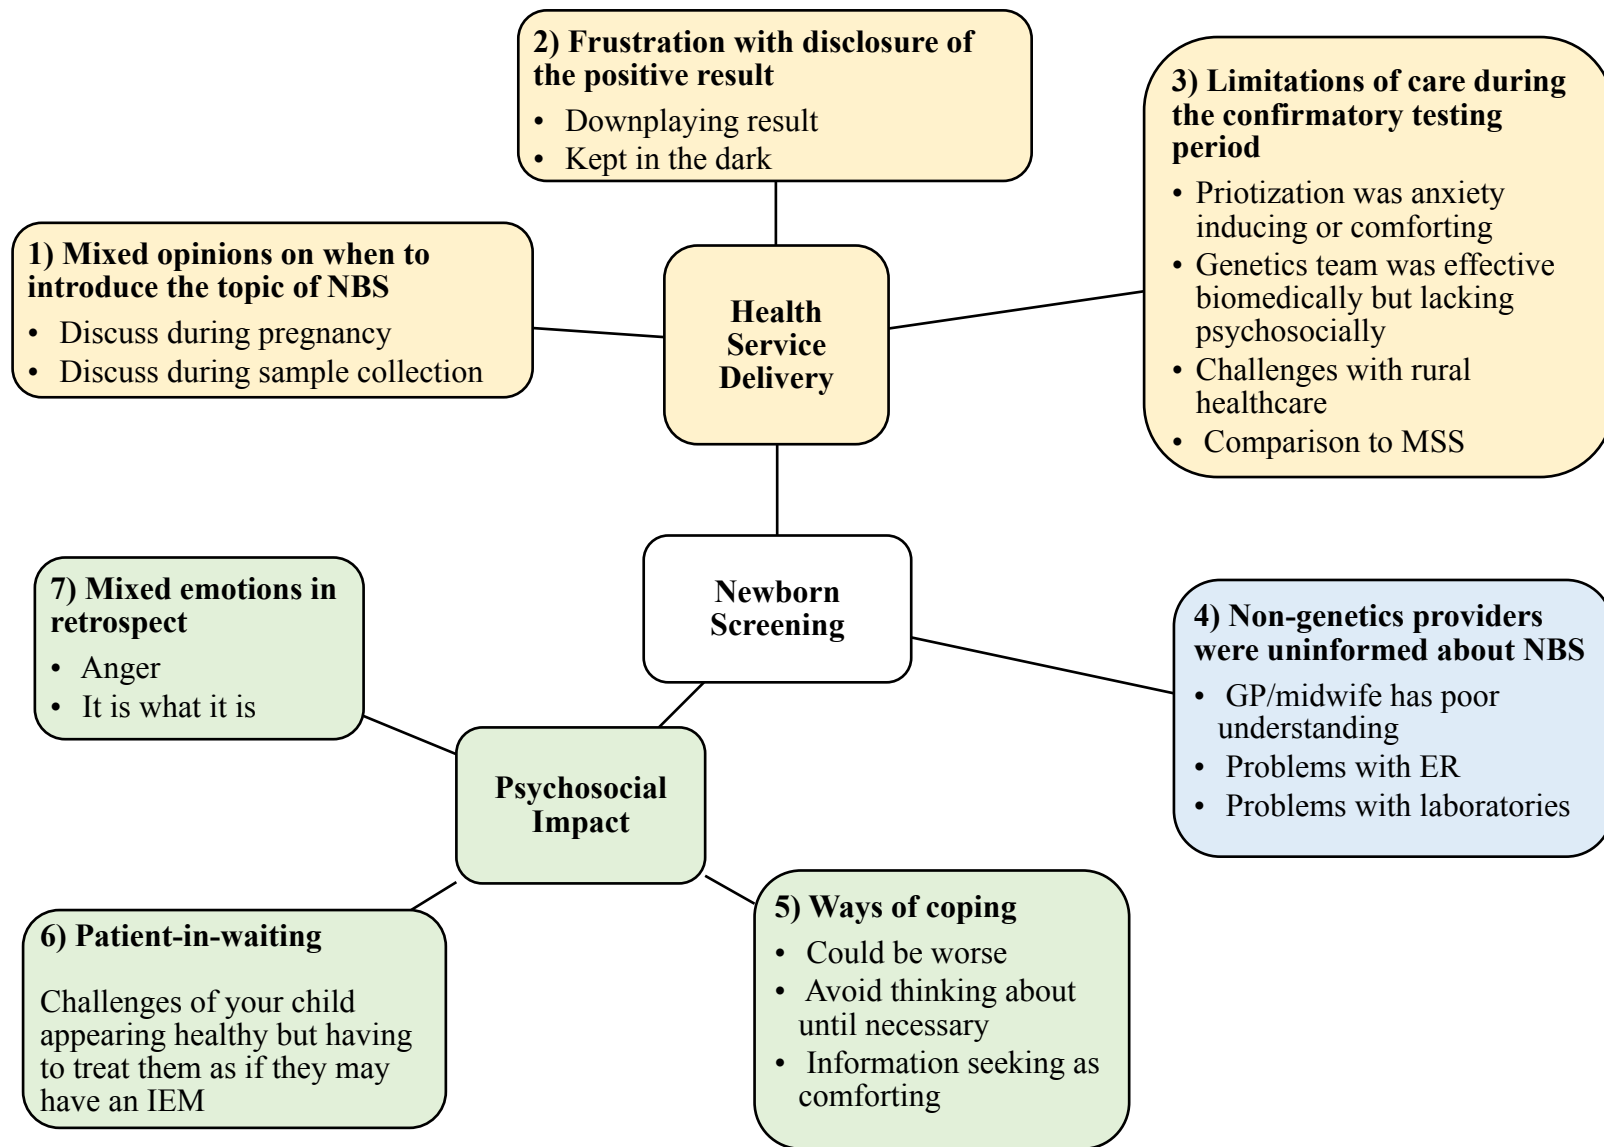 2) Frustration with disclosure of
the positive result
• Downplaying result
• Kept in the dark
3) Limitations of care during
the confirmatory testing
period
• Priotization was anxiety
inducing or comforting
• Genetics team was effective
biomedically but lacking
psychosocially
• Challenges with rural
healthcare
• Comparison to MSS
1) Mixed opinions on when to
introduce the topic of NBS
• Discuss during pregnancy
• Discuss during sample collection
Health
Service
Delivery
Newborn
Screening
7) Mixed emotions in
retrospect
• Anger
• It is what it is
4) Non-genetics providers
were uninformed about NBS
• GP/midwife has poor
understanding
• Problems with ER
• Problems with laboratories
Psychosocial
Impact
5) Ways of coping
• Could be worse
• Avoid thinking about
until necessary
• Information seeking as
comforting
6) Patient-in-waiting
Challenges of your child
appearing healthy but having
to treat them as if they may
have an IEM